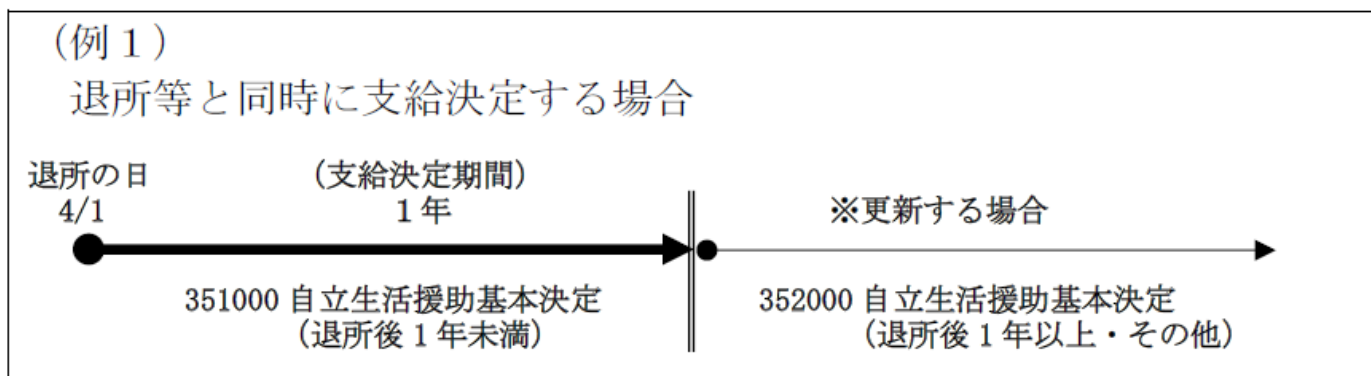 （例１）
退所等と同時に支給決定する場合
退所の日
4/1
（支給決定期間）
１年
※更新する場合
351000 自立生活援助基本決定
（退所後１年未満）
352000 自立生活援助基本決定
（退所後１年以上・その他）